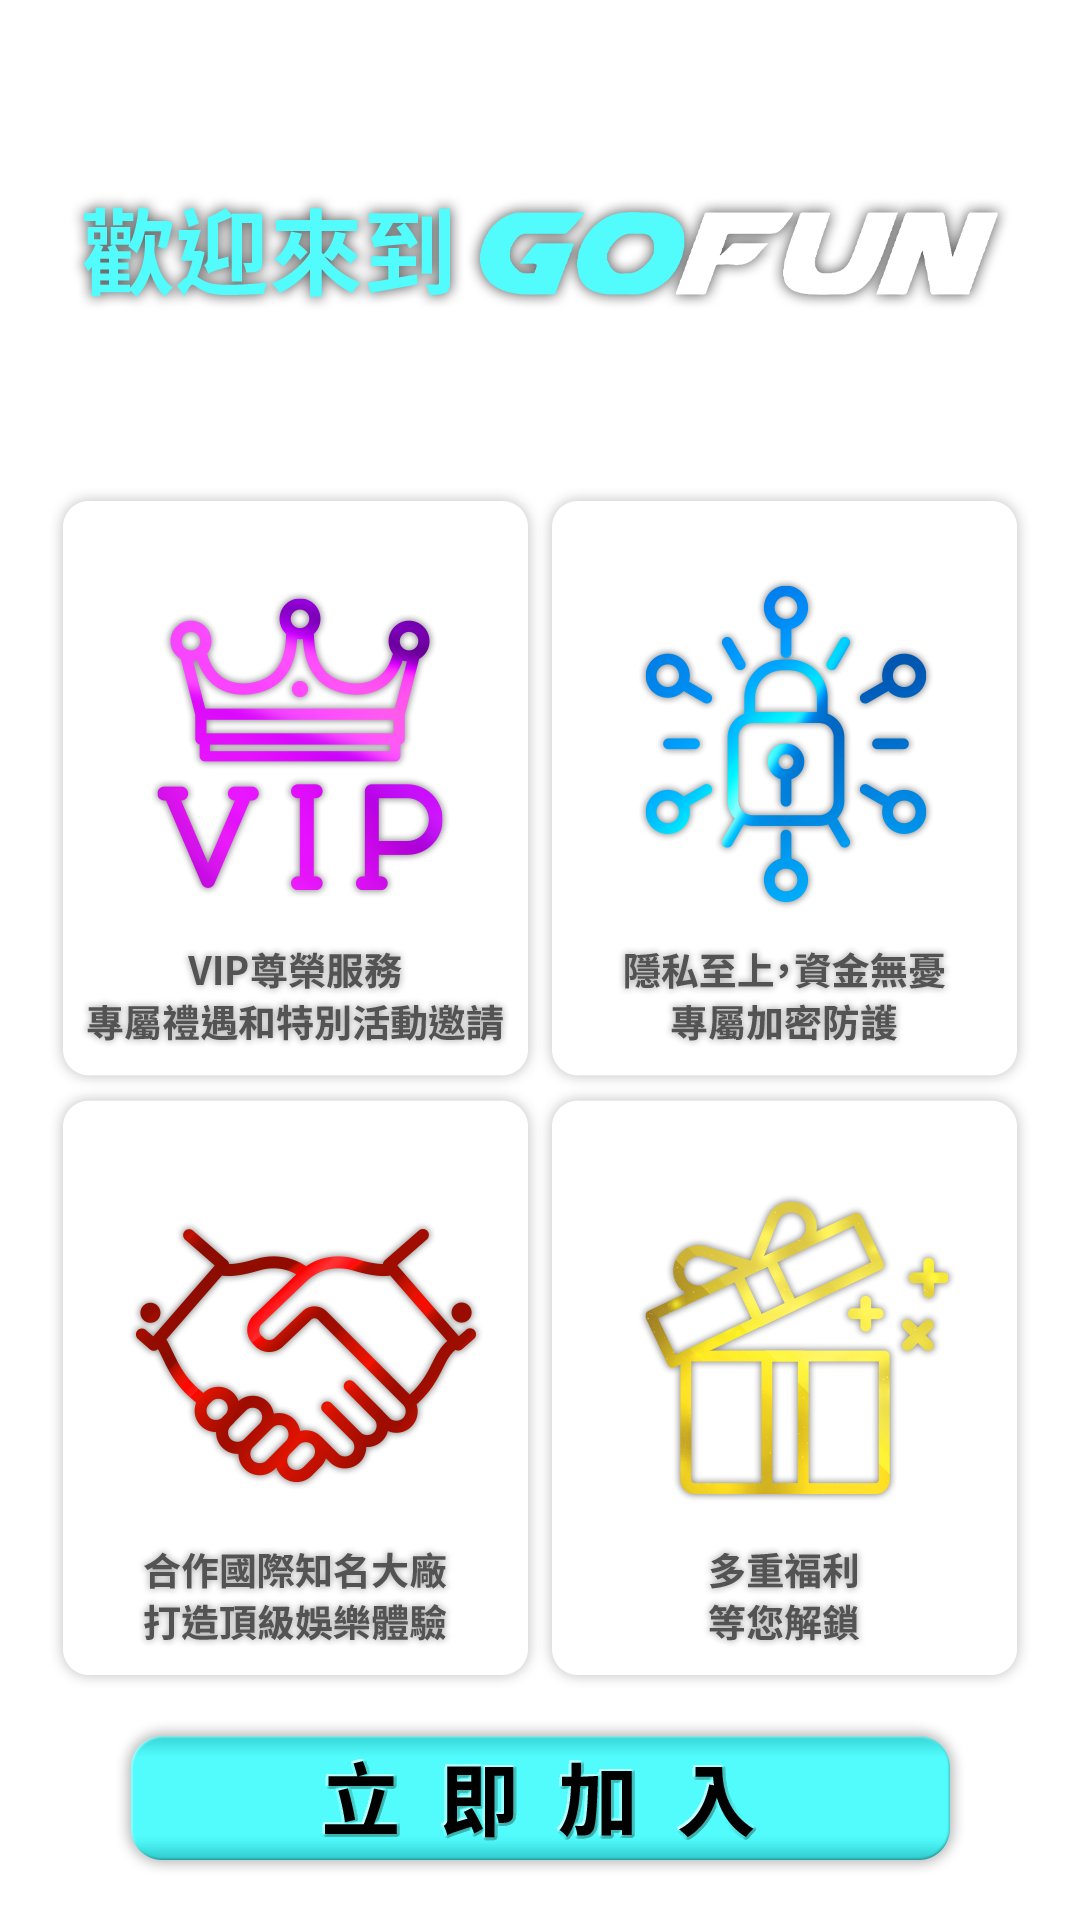 歡迎來到 GOFUN
VIP
VIP尊榮服務
專屬禮遇和特別活動邀請
隱私至上，資金無憂
專屬加密防護
合作國際知名大廠
打造頂級娛樂體驗
多重福利
等您解鎖
立即加入